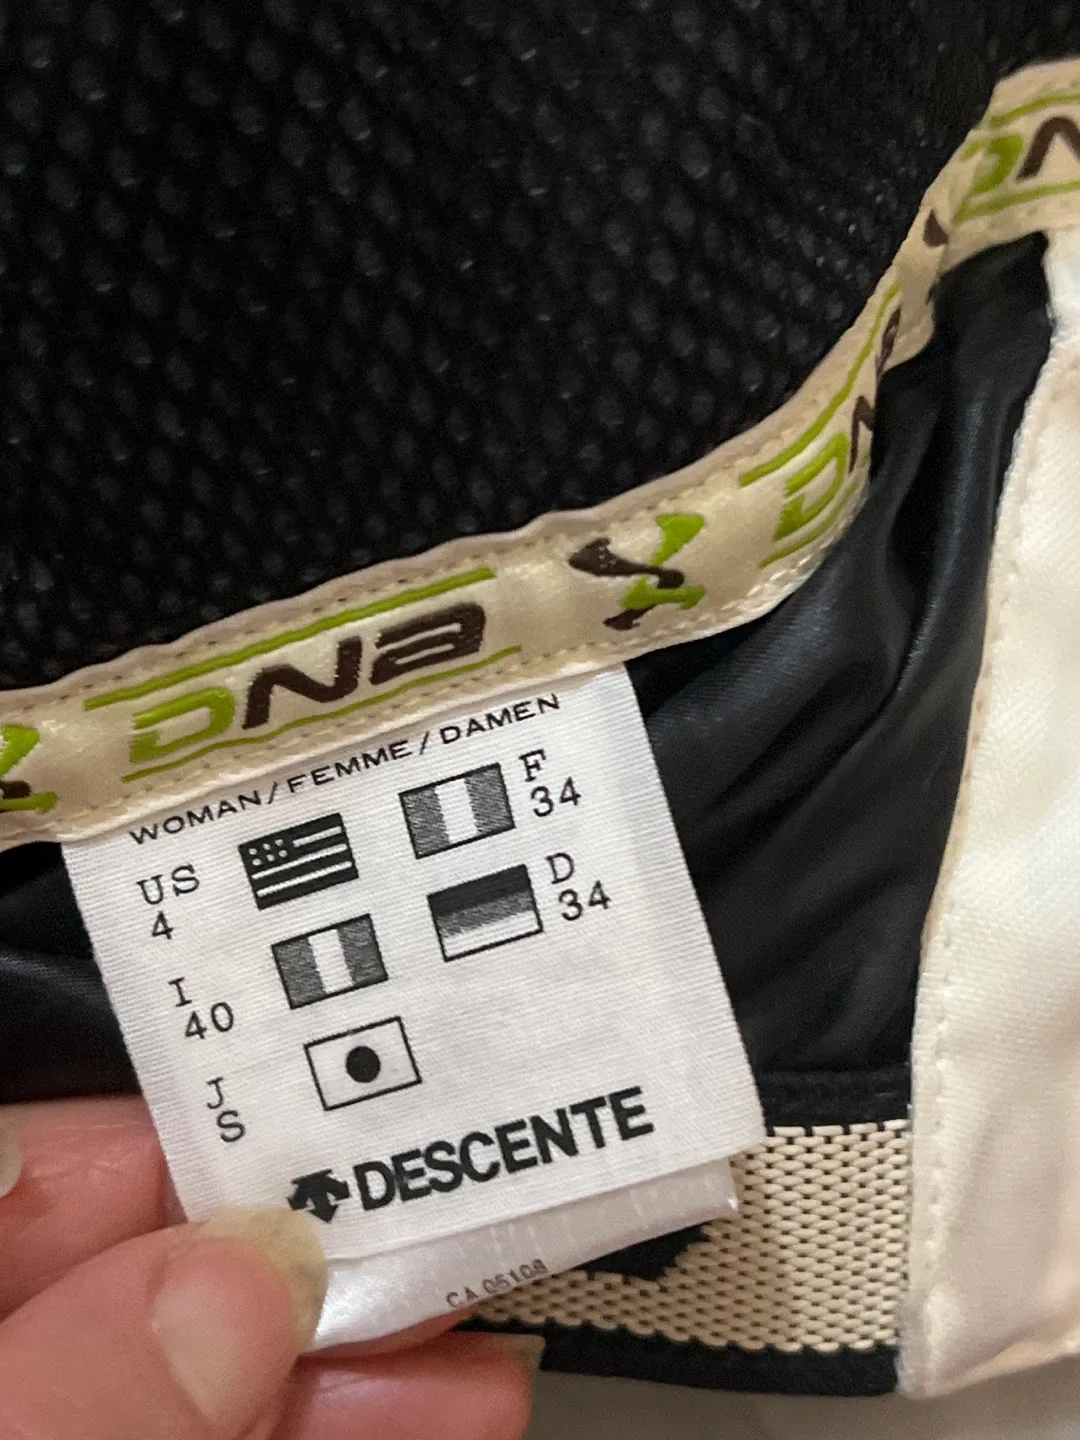 DNA
DNA
DNA
WOMAN/FEMME/DAMEN
US
4
F
34
I
40
D
34
J
S
DESCENTE
CA 05108